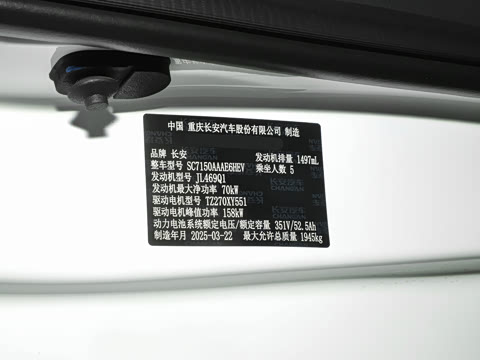 中国 重庆长安汽车股份有限公司 制造
品牌 长安 发动机排量 1497mL
整车型号 SC7150AAAE6HEV 乘坐人数 5
发动机型号 JL469Q1
发动机最大净功率 70kW
驱动电机型号 TZ270XY551
驱动电机峰值功率 158kW
动力电池系统额定电压/额定容量 351V/52.5Ah
制造年月 2025-03-22 最大允许总质量 1945kg